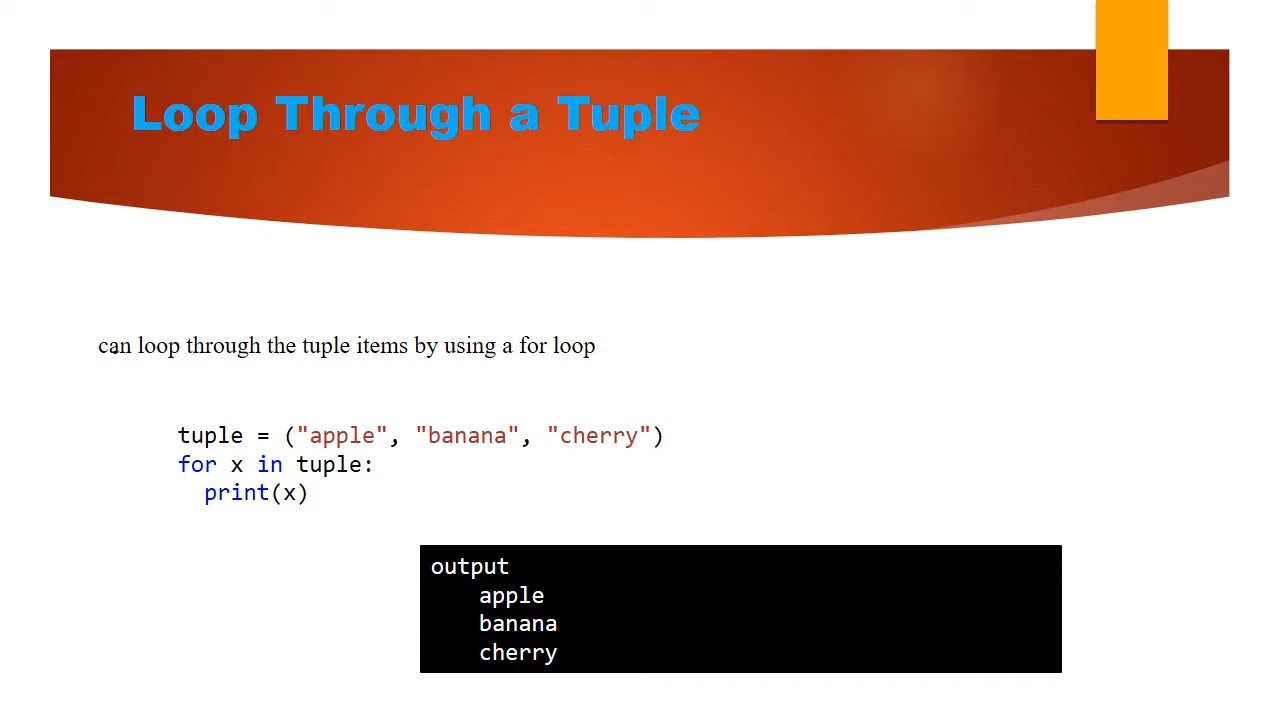 Loop Through a Tuple
can loop through the tuple items by using a for loop
tuple = ("apple", "banana", "cherry")
for x in tuple:
  print(x)
output
apple
banana
cherry